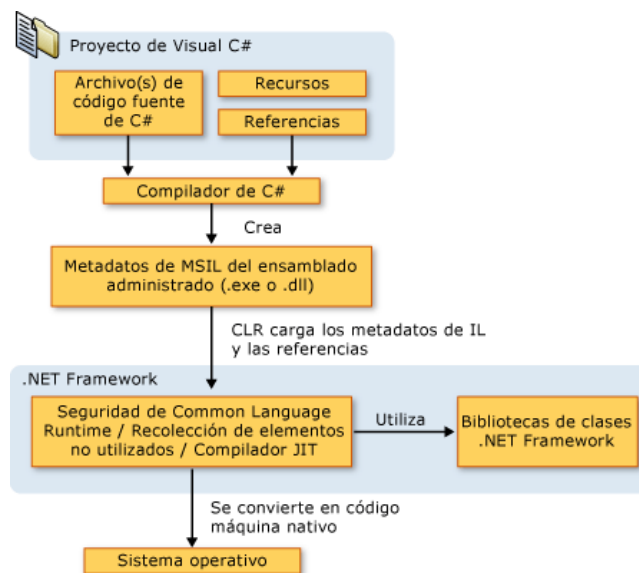 Proyecto de Visual C#
Archivo(s) de
código fuente
de C#
Recursos
Referencias
Compilador de C#
Crea
Metadatos de MSIL del ensamblado
administrado (.exe o .dll)
CLR carga los metadatos de IL
y las referencias
.NET Framework
Seguridad de Common Language
Runtime / Recolección de elementos
no utilizados / Compilador JIT
Utiliza
Bibliotecas de clases
.NET Framework
Se convierte en código
máquina nativo
Sistema operativo